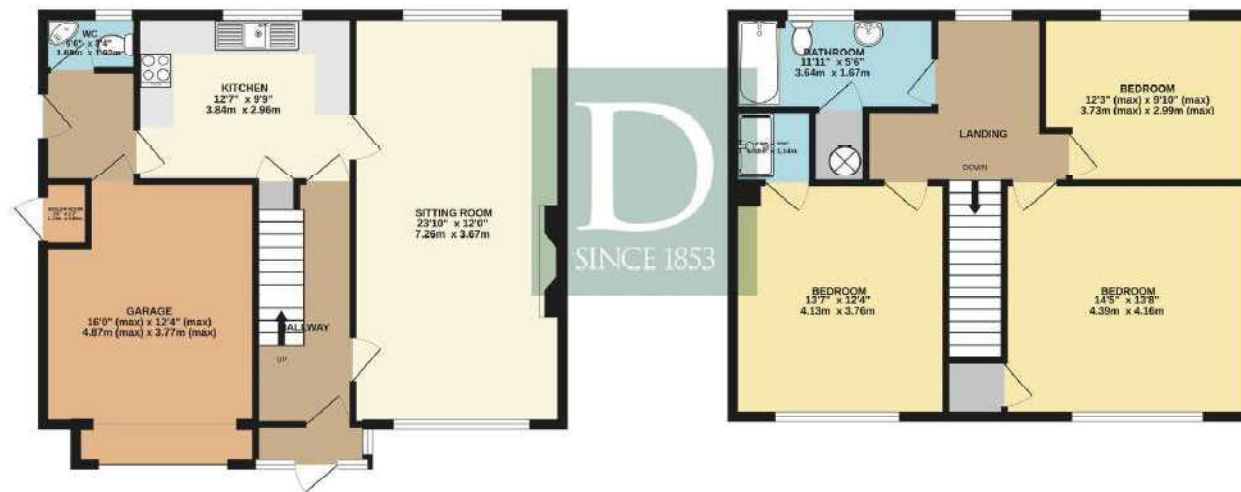 WC
KITCHEN
12'7" x 9'9"
3.84m x 2.96m
SITTING ROOM
23'10" x 12'0"
7.26m x 3.67m
GARAGE
16'0" (max) x 12'4" (max)
4.87m (max) x 3.77m (max)
HALLWAY
UP
D
SINCE 1853
BATHROOM
11'11" x 5'6"
3.64m x 1.67m
BEDROOM
12'3" (max) x 9'10" (max)
3.73m (max) x 2.99m (max)
LANDING
DOWN
BEDROOM
13'7" x 12'4"
4.13m x 3.76m
BEDROOM
14'5" x 13'8"
4.39m x 4.16m